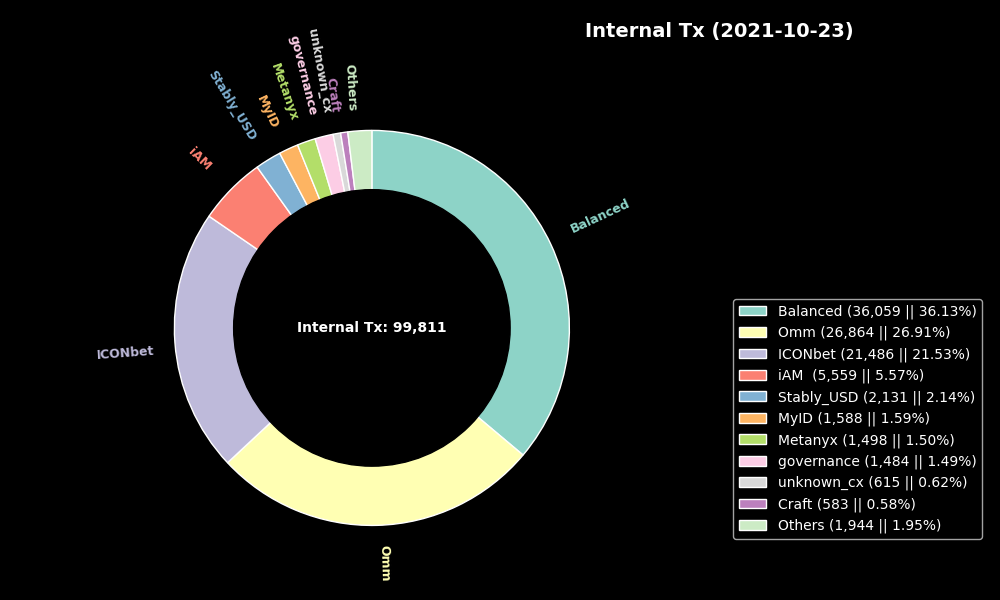 Internal Tx (2021-10-23)
Others
Craft
unknown_cx
governance
Metanyx
MyID
Stably_USD
iAM
Balanced
ICONbet
Omm
Internal Tx: 99,811
Balanced (36,059 || 36.13%)
Omm (26,864 || 26.91%)
ICONbet (21,486 || 21.53%)
iAM  (5,559 || 5.57%)
Stably_USD (2,131 || 2.14%)
MyID (1,588 || 1.59%)
Metanyx (1,498 || 1.50%)
governance (1,484 || 1.49%)
unknown_cx (615 || 0.62%)
Craft (583 || 0.58%)
Others (1,944 || 1.95%)